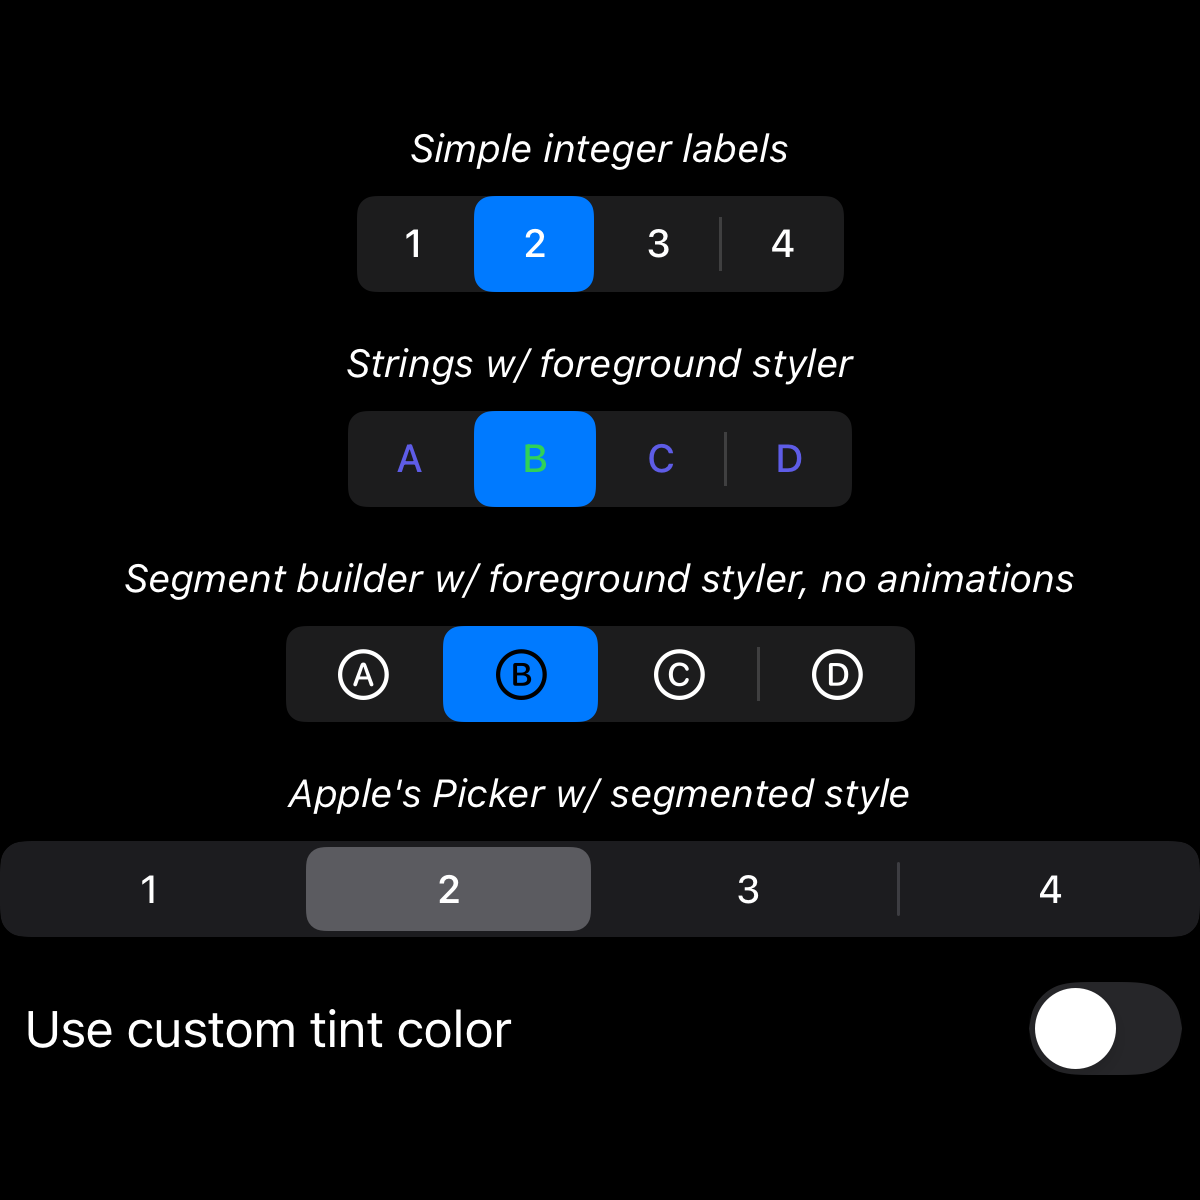 Simple integer labels
1 2 3 4
Strings w/ foreground styler
A B C D
Segment builder w/ foreground styler, no animations
A B C D
Apple's Picker w/ segmented style
1 2 3 4
Use custom tint color